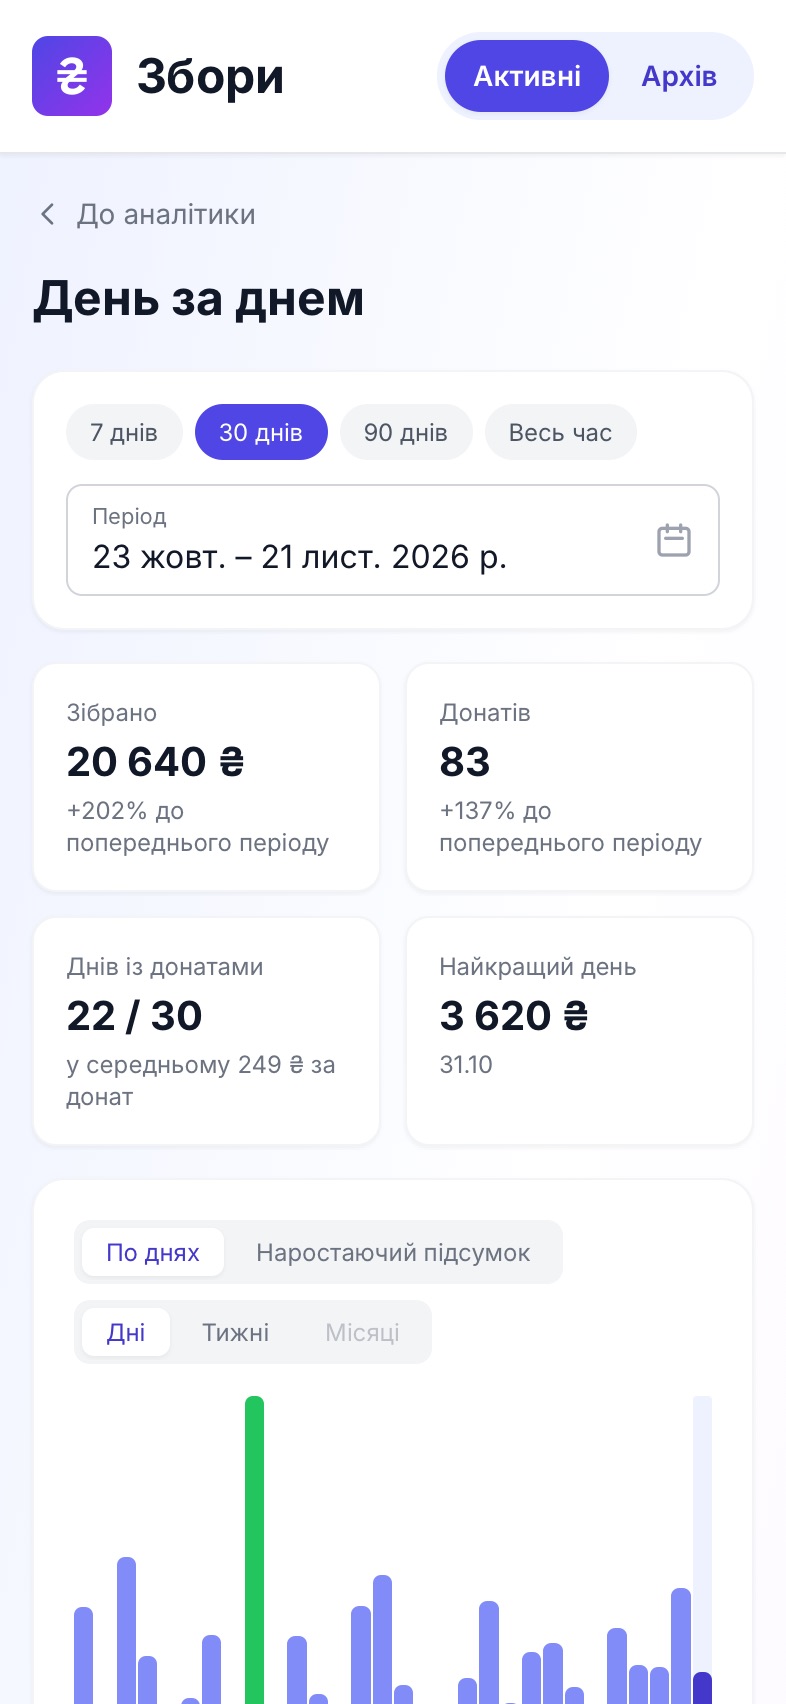 ₴ Збори Активні Архів
До аналітики
День за днем
7 днів 30 днів 90 днів Весь час
Період
23 жовт. – 21 лист. 2026 р.
Зібрано
20 640 ₴
+202% до
попереднього періоду
Донатів
83
+137% до
попереднього періоду
Днів із донатами
22 / 30
у середньому 249 ₴ за
донат
Найкращий день
3 620 ₴
31.10
По днях Наростаючий підсумок
Дні Тижні Місяці